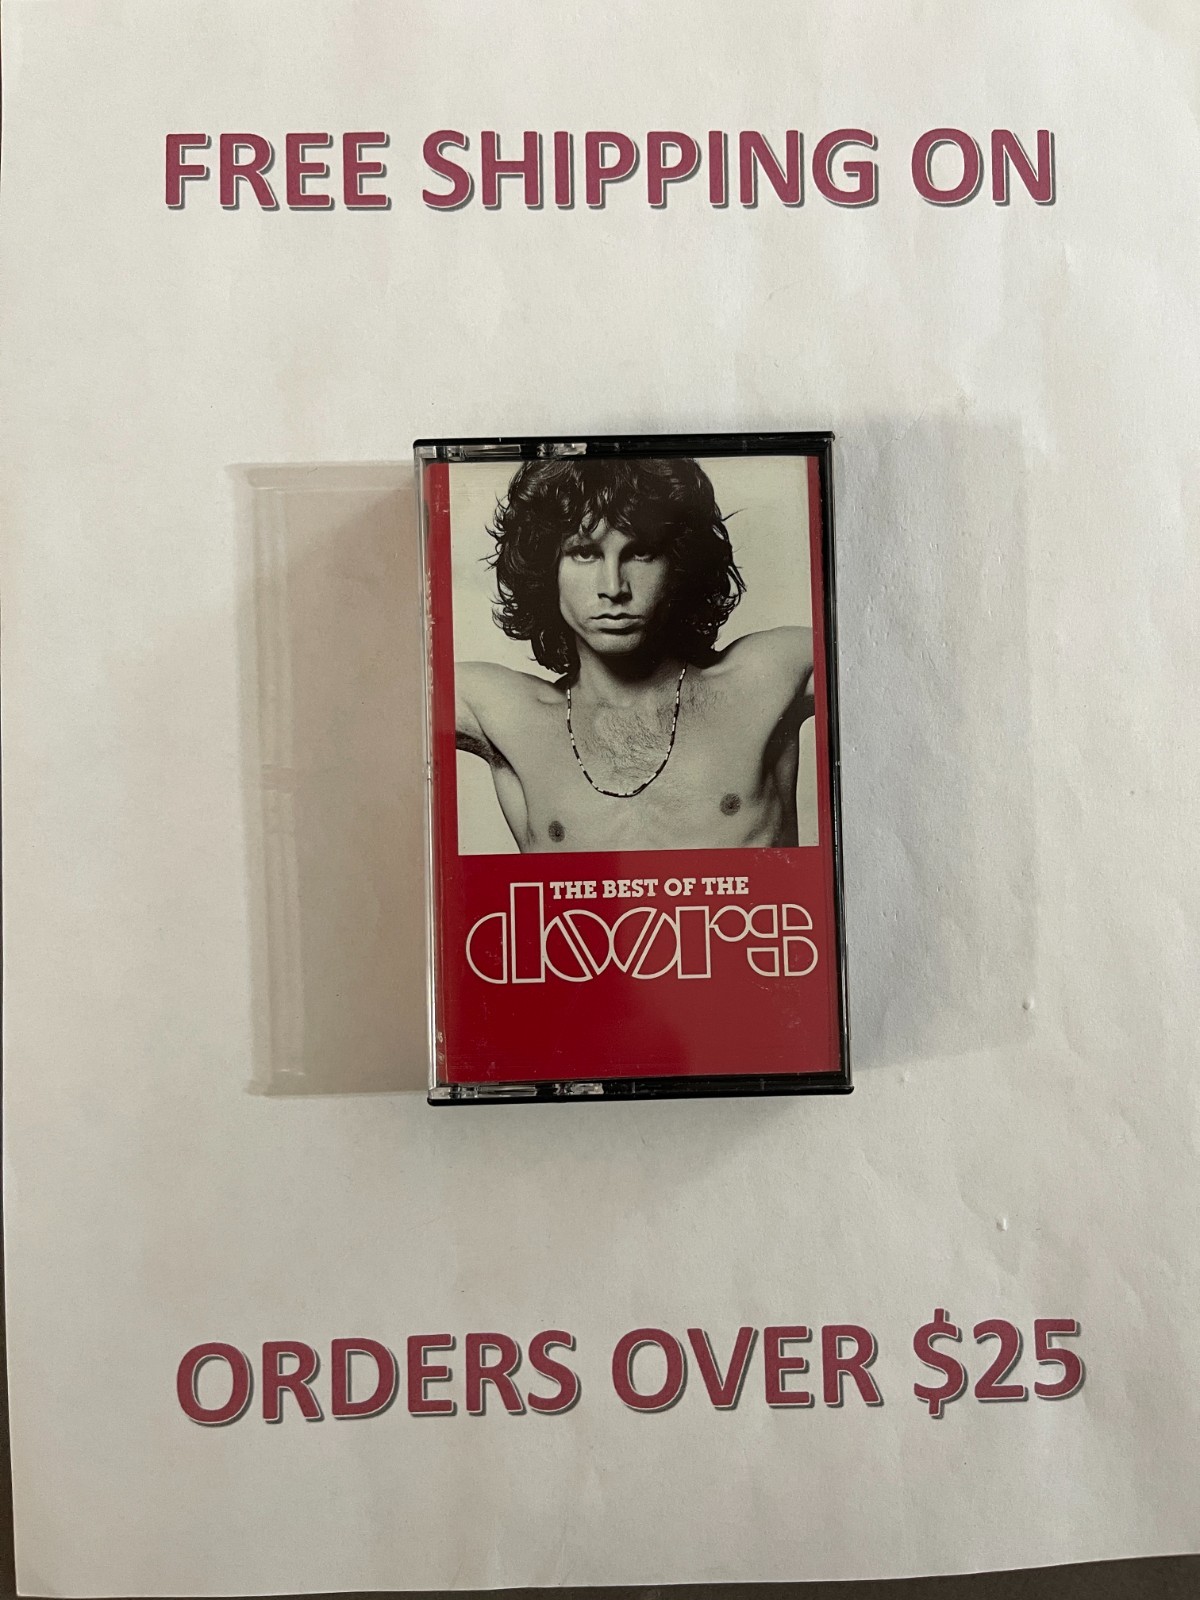 FREE SHIPPING ON
THE BEST OF THE
doors
ORDERS OVER $25